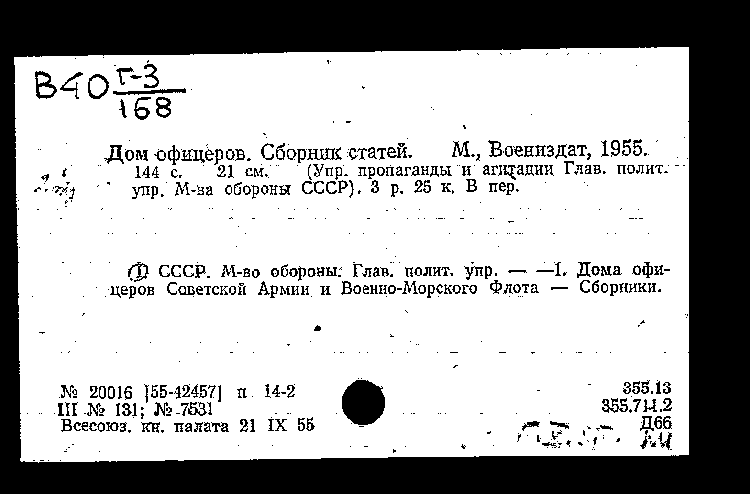 В40 Г-3
168
Дом офицеров. Сборник статей. М., Воениздат, 1955.
144 с. 21 см. (Упр. пропаганды и агитации Глав. полит.
упр. М-ва обороны СССР). 3 р. 25 к. В пер.
(I) СССР. М-во обороны. Глав. полит. упр. — —1. Дома офи-
церов Советской Армии и Военно-Морского Флота — Сборники.
№ 20016 [55-42457] п 14-2 355.13
III № 131; № 7531 355.711.2
Всесоюз. кн. палата 21 IX 55 Д66